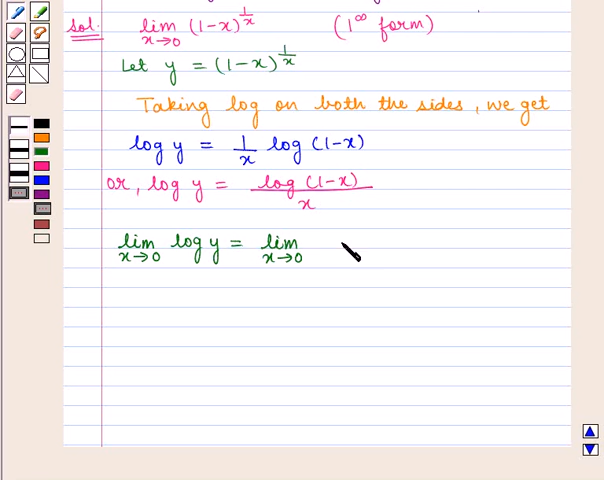 Sol. lim x→0 (1-x)^(1/x) (1^∞ form)
Let y = (1-x)^(1/x)
Taking log on both the sides, we get
log y = 1/x log (1-x)
or, log y = log (1-x) / x
lim x→0 log y = lim x→0